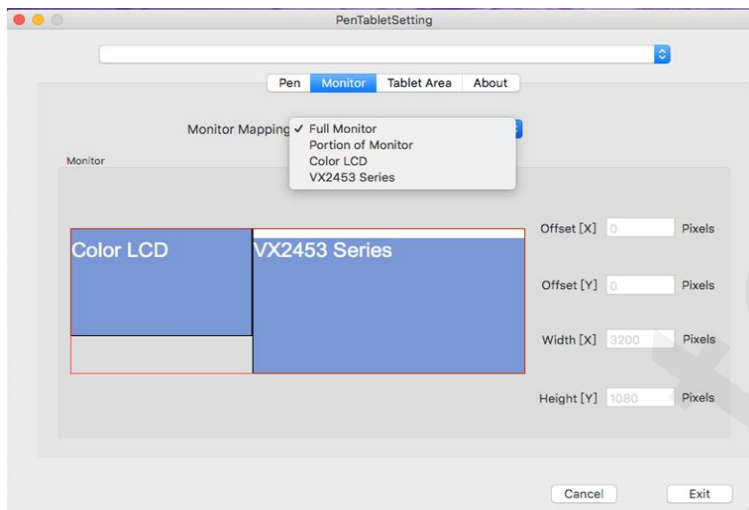 PenTabletSetting
Pen Monitor Tablet Area About
Monitor Mapping ✓ Full Monitor
Portion of Monitor
Color LCD
VX2453 Series
Monitor
Color LCD VX2453 Series
Offset [X] 0 Pixels
Offset [Y] 0 Pixels
Width [X] 3200 Pixels
Height [Y] 1080 Pixels
Cancel Exit